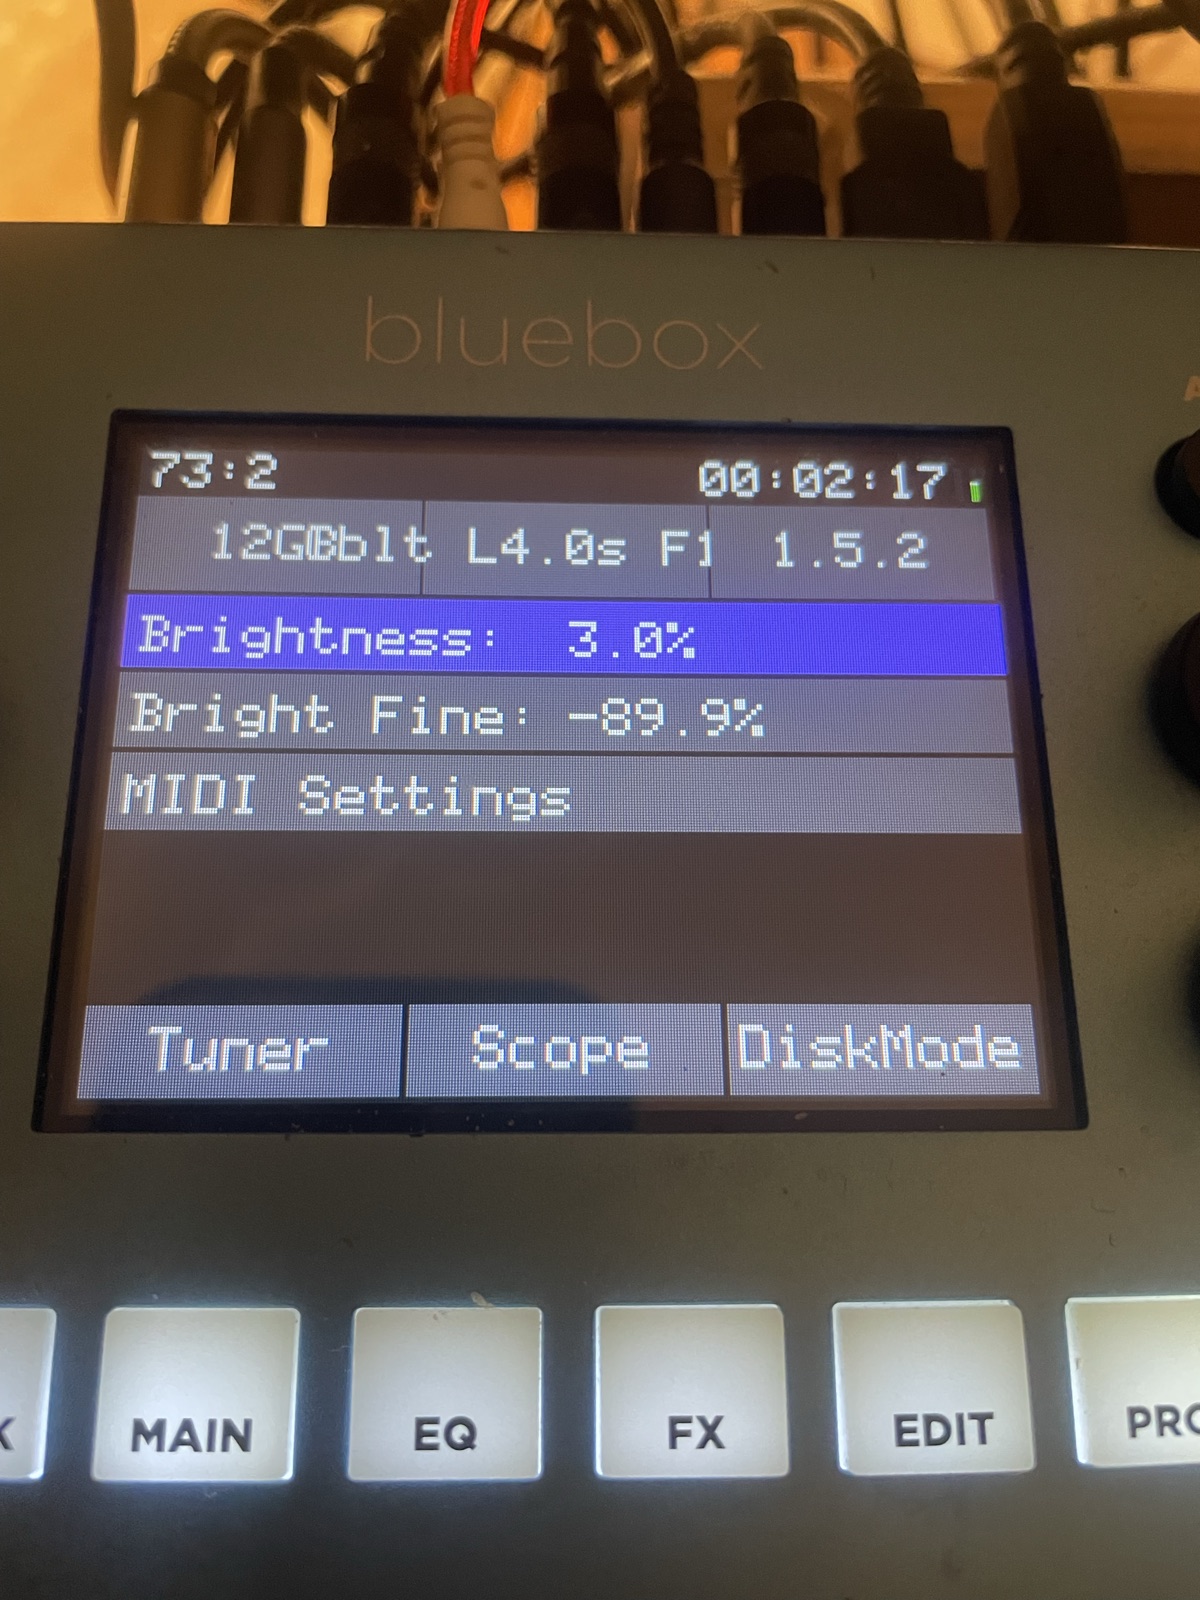 bluebox
73:2 00:02:17
L4.0s F1 1.5.2
Brightness: 3.0%
Bright Fine: -89.9%
MIDI Settings
Tuner Scope DiskMode
MAIN EQ FX EDIT